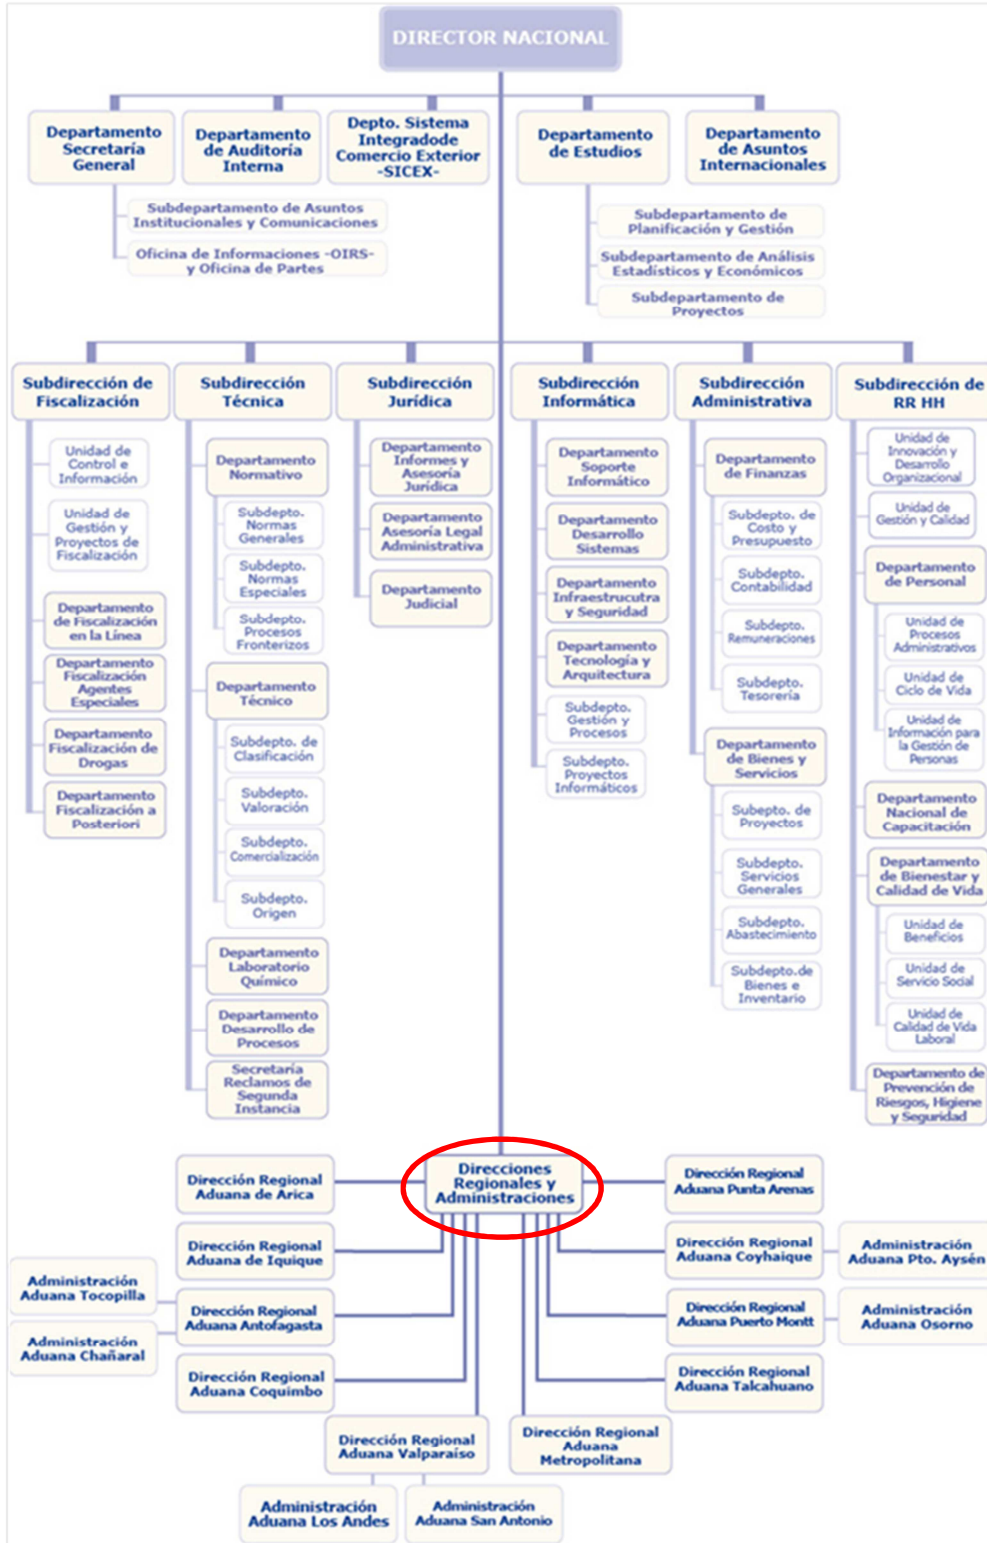 DIRECTOR NACIONAL
Departamento
Secretaría
General
Departamento
de Auditoría
Interna
Depto. Sistema
Integradode
Comercio Exterior
-SICEX-
Departamento
de Estudios
Departamento
de Asuntos
Internacionales
Subdepartamento de Asuntos
Institucionales y Comunicaciones
Oficina de Informaciones -OIRS-
y Oficina de Partes
Subdepartamento de
Planificación y Gestión
Subdepartamento de Análisis
Estadísticos y Económicos
Subdepartamento de
Proyectos
Subdirección de
Fiscalización
Unidad de
Control e
Información
Unidad de
Gestión y
Proyectos de
Fiscalización
Departamento
de Fiscalización
en la Línea
Departamento
Fiscalización
Agentes
Especiales
Departamento
Fiscalización de
Drogas
Departamento
Fiscalización a
Posteriori
Subdirección
Técnica
Departamento
Normativo
Subdepto.
Normas
Generales
Subdepto.
Normas
Especiales
Subdepto.
Procesos
Fronterizos
Departamento
Técnico
Subdepto. de
Clasificación
Subdepto.
Valoración
Subdepto.
Comercialización
Subdepto.
Origen
Departamento
Laboratorio
Químico
Departamento
Desarrollo de
Procesos
Secretaría
Reclamos de
Segunda
Instancia
Subdirección
Jurídica
Departamento
Informes y
Asesoría
Jurídica
Departamento
Asesoría Legal
Administrativa
Departamento
Judicial
Subdirección
Informática
Departamento
Soporte
Informático
Departamento
Desarrollo
Sistemas
Departamento
Infraestrucutra
y Seguridad
Departamento
Tecnología y
Arquitectura
Subdepto.
Gestión y
Procesos
Subdepto.
Proyectos
Informáticos
Subdirección
Administrativa
Departamento
de Finanzas
Subdepto. de
Costo y
Presupuesto
Subdepto.
Contabilidad
Subdepto.
Remuneraciones
Subdepto.
Tesorería
Departamento
de Bienes y
Servicios
Subepto. de
Proyectos
Subdepto.
Servicios
Generales
Subdepto.
Abastecimiento
Subdepto.de
Bienes e
Inventario
Subdirección de
RR HH
Unidad de
Innovación y
Desarrollo
Organizacional
Unidad de
Gestión y Calidad
Departamento
de Personal
Unidad de
Procesos
Administrativos
Unidad de
Ciclo de Vida
Unidad de
Información para
la Gestión de
Personas
Departamento
Nacional de
Capacitación
Departamento
de Bienestar y
Calidad de Vida
Unidad de
Beneficios
Unidad de
Servicio Social
Unidad de
Calidad de Vida
Laboral
Departamento de
Prevención de
Riesgos, Higiene
y Seguridad
Direcciones
Regionales y
Administraciones
Dirección Regional
Aduana de Arica
Dirección Regional
Aduana de Iquique
Administración
Aduana Tocopilla
Dirección Regional
Aduana Antofagasta
Administración
Aduana Chañaral
Dirección Regional
Aduana Coquimbo
Dirección Regional
Aduana Valparaíso
Administración
Aduana Los Andes
Administración
Aduana San Antonio
Dirección Regional
Aduana Punta Arenas
Dirección Regional
Aduana Coyhaique
Administración
Aduana Pto. Aysén
Dirección Regional
Aduana Puerto Montt
Administración
Aduana Osorno
Dirección Regional
Aduana Talcahuano
Dirección Regional
Aduana
Metropolitana